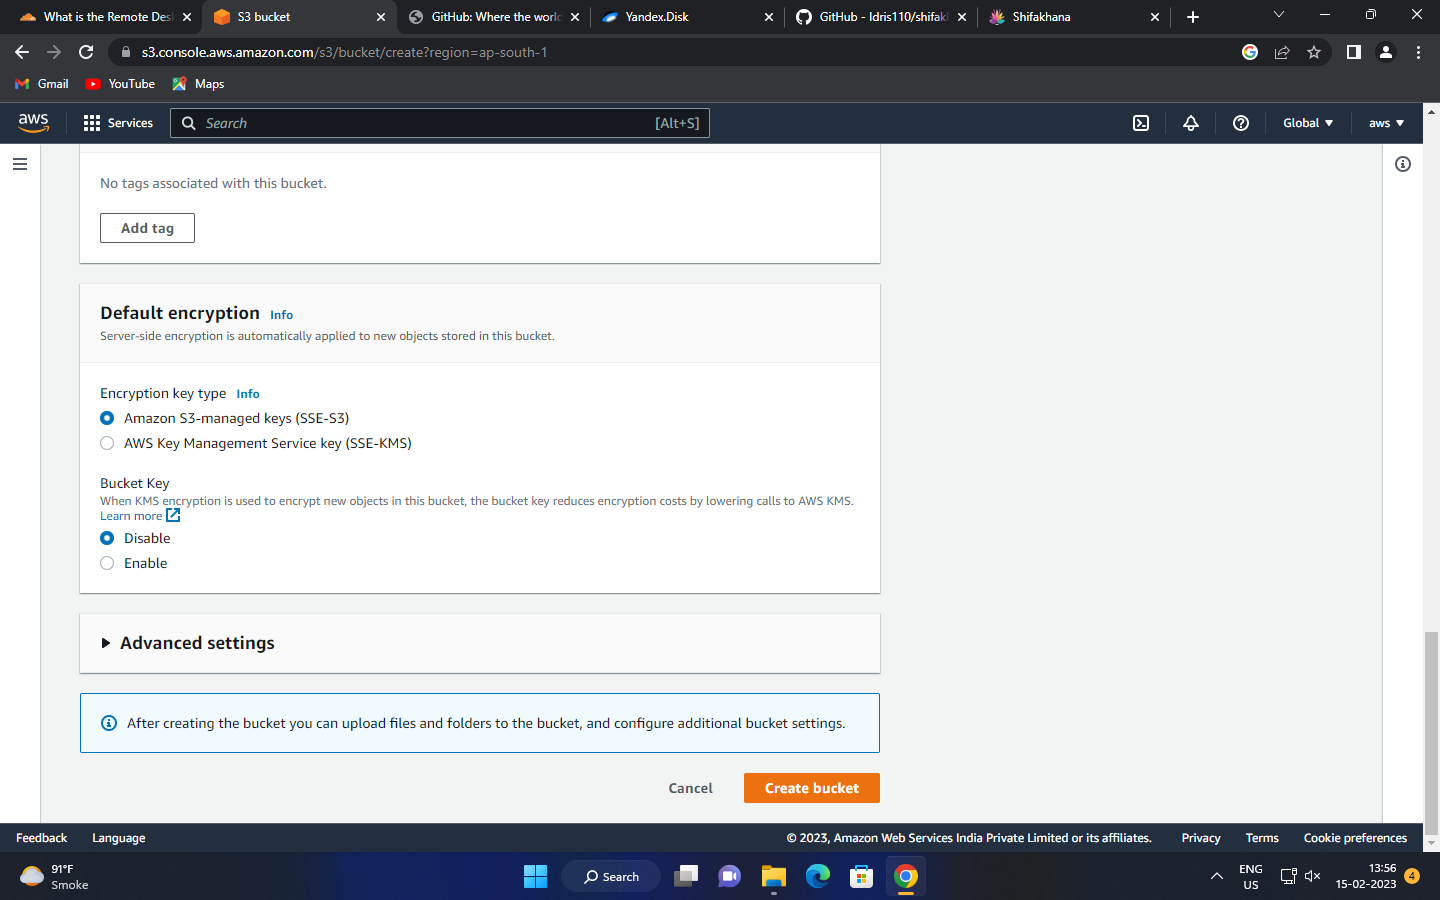 What is the Remote Des
S3 bucket
GitHub: Where the worl
Yandex.Disk
GitHub - Idris110/shifak
Shifakhana
s3.console.aws.amazon.com/s3/bucket/create?region=ap-south-1
Gmail
YouTube
Maps
aws
Services
Search
[Alt+S]
Global
aws
No tags associated with this bucket.
Add tag
Default encryption Info
Server-side encryption is automatically applied to new objects stored in this bucket.
Encryption key type Info
Amazon S3-managed keys (SSE-S3)
AWS Key Management Service key (SSE-KMS)
Bucket Key
When KMS encryption is used to encrypt new objects in this bucket, the bucket key reduces encryption costs by lowering calls to AWS KMS.
Learn more
Disable
Enable
Advanced settings
After creating the bucket you can upload files and folders to the bucket, and configure additional bucket settings.
Cancel
Create bucket
Feedback
Language
© 2023, Amazon Web Services India Private Limited or its affiliates.
Privacy
Terms
Cookie preferences
91°F
Smoke
Search
ENG
US
13:56
15-02-2023
4